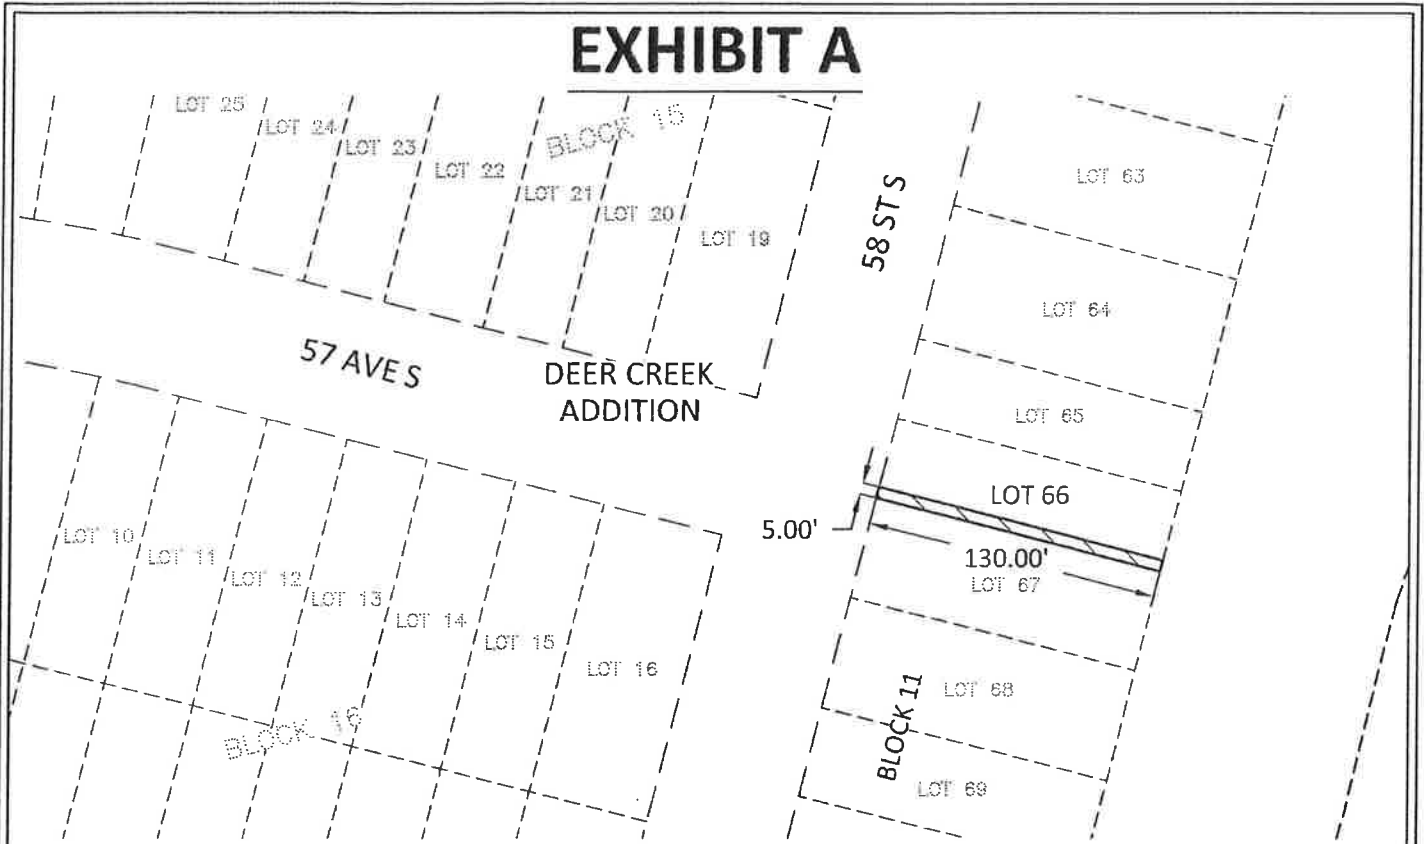 EXHIBIT A
LOT 25
LOT 24
LOT 23
LOT 22
BLOCK 15
LOT 21
LOT 20
LOT 19
58 ST S
LOT 63
LOT 64
LOT 65
57 AVE S
DEER CREEK
ADDITION
LOT 66
5.00'
130.00'
LOT 67
LOT 10
LOT 11
LOT 12
LOT 13
LOT 14
LOT 15
LOT 16
BLOCK 16
BLOCK 11
LOT 68
LOT 69